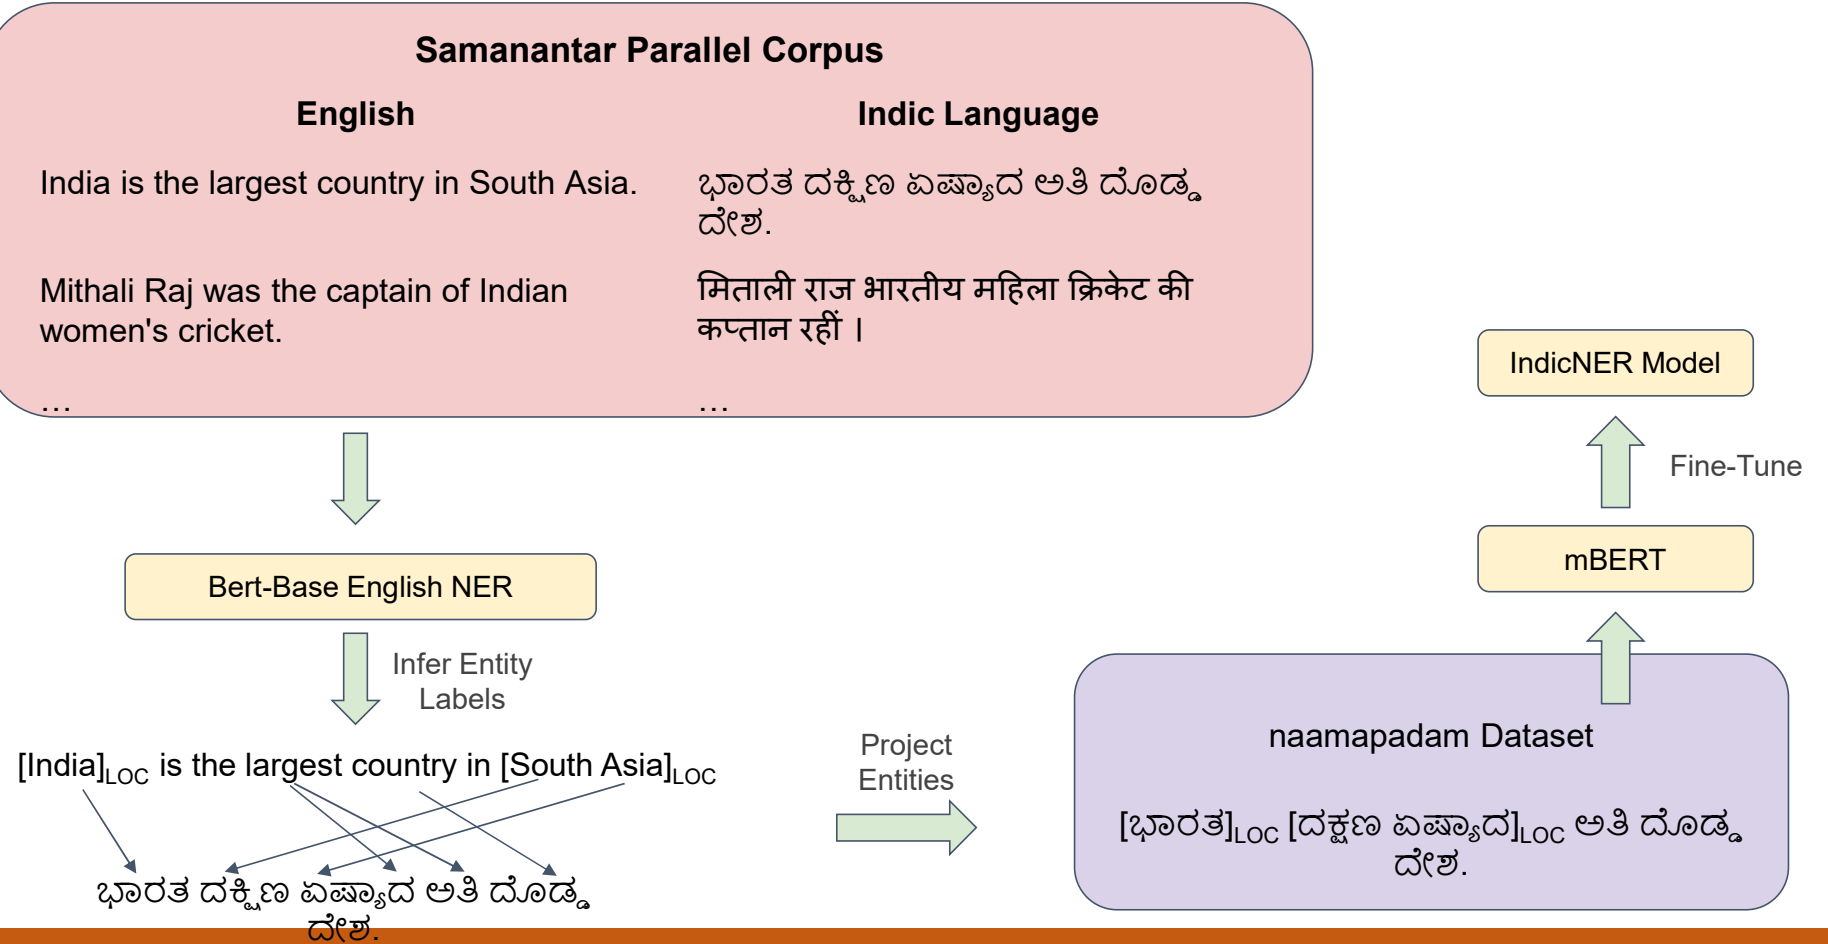 Samanantar Parallel Corpus
English
Indic Language
India is the largest country in South Asia.
ಭಾರತ ದಕ್ಷಿಣ ಏಷ್ಯಾದ ಅತಿ ದೊಡ್ಡ
ದೇಶ.
Mithali Raj was the captain of Indian
women's cricket.
मिताली राज भारतीय महिला क्रिकेट की
कप्तान रहीं ।
…
…
Bert-Base English NER
Infer Entity
Labels
[India]LOC is the largest country in [South Asia]LOC
ಭಾರತ ದಕ್ಷಿಣ ಏಷ್ಯಾದ ಅತಿ ದೊಡ್ಡ
ದೇಶ.
Project
Entities
naamapadam Dataset
[ಭಾರತ]LOC [ದಕ್ಷಣ ಏಷ್ಯಾದ]LOC ಅತಿ ದೊಡ್ಡ
ದೇಶ.
mBERT
Fine-Tune
IndicNER Model